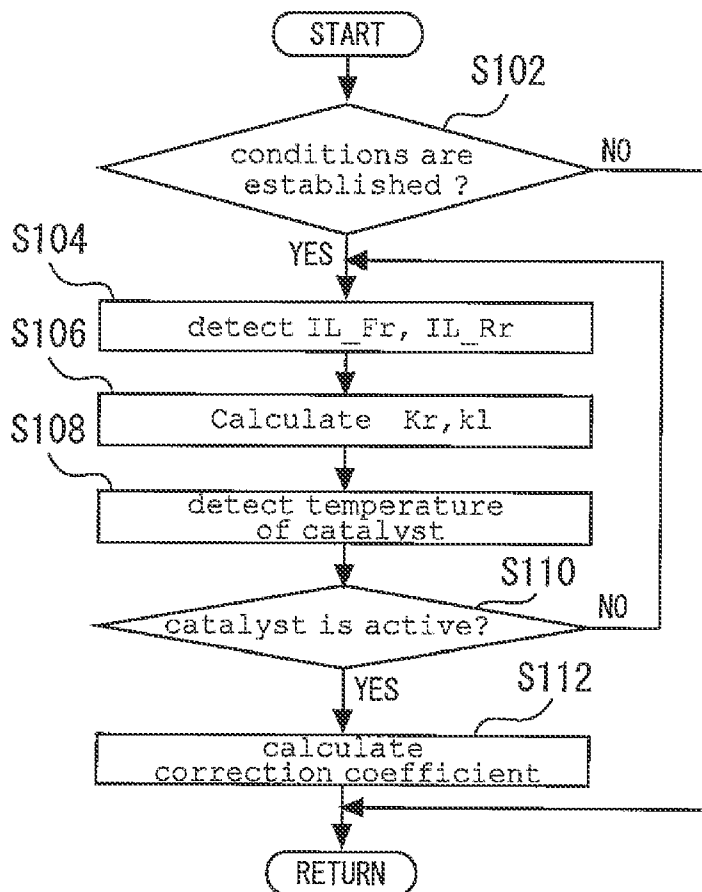 START
S102
conditions are
established ?
NO
YES
S104
detect IL_Fr, IL_Rr
S106
Calculate Kr,kl
S108
detect temperature
of catalyst
S110
catalyst is active?
NO
YES
S112
calculate
correction coefficient
RETURN